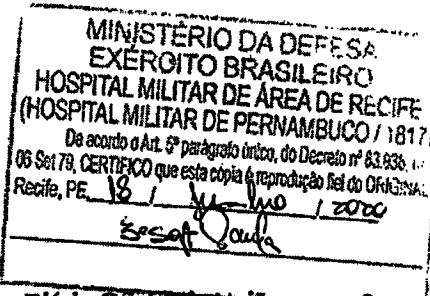 MINISTÉRIO DA DEFESA
EXÉRCITO BRASILEIRO
HOSPITAL MILITAR DE ÁREA DE RECIFE
(HOSPITAL MILITAR DE PERNAMBUCO / 1817
De acordo o Art. 5º parágrafo único, do Decreto nº 83.936,
06 Set 79, CERTIFICO que esta cópia é reprodução fiel do ORIGINAL
Recife, PE, 18 / / 2020